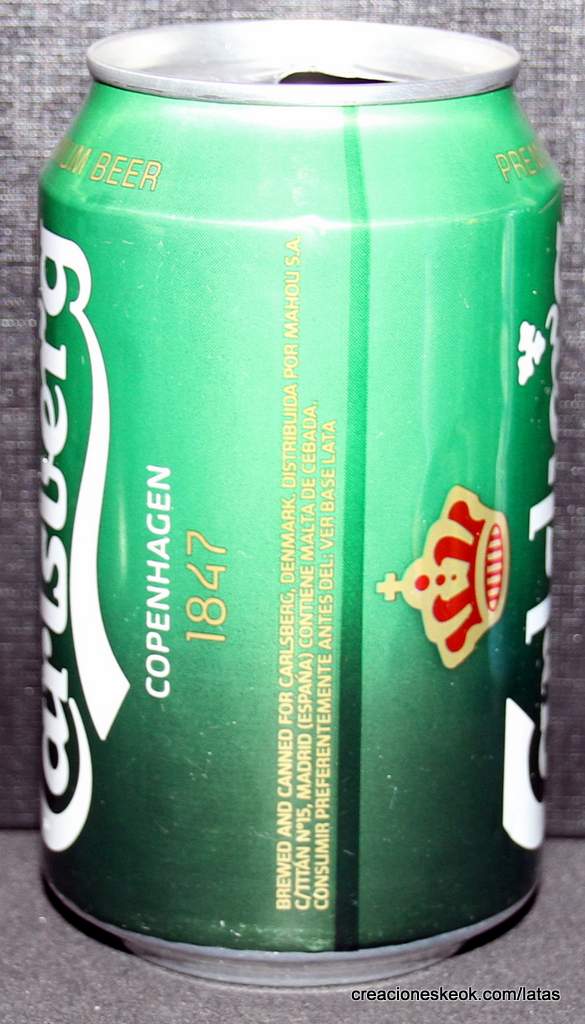 UM BEER
PREM
Carlsberg
COPENHAGEN
1847
BREWED AND CANNED FOR CARLSBERG, DENMARK. DISTRIBUIDA POR MAHOU S.A.
C/TITÁN Nº15, MADRID (ESPAÑA) CONTIENE MALTA DE CEBADA.
CONSUMIR PREFERENTEMENTE ANTES DEL: VER BASE LATA
creacioneskeok.com/latas